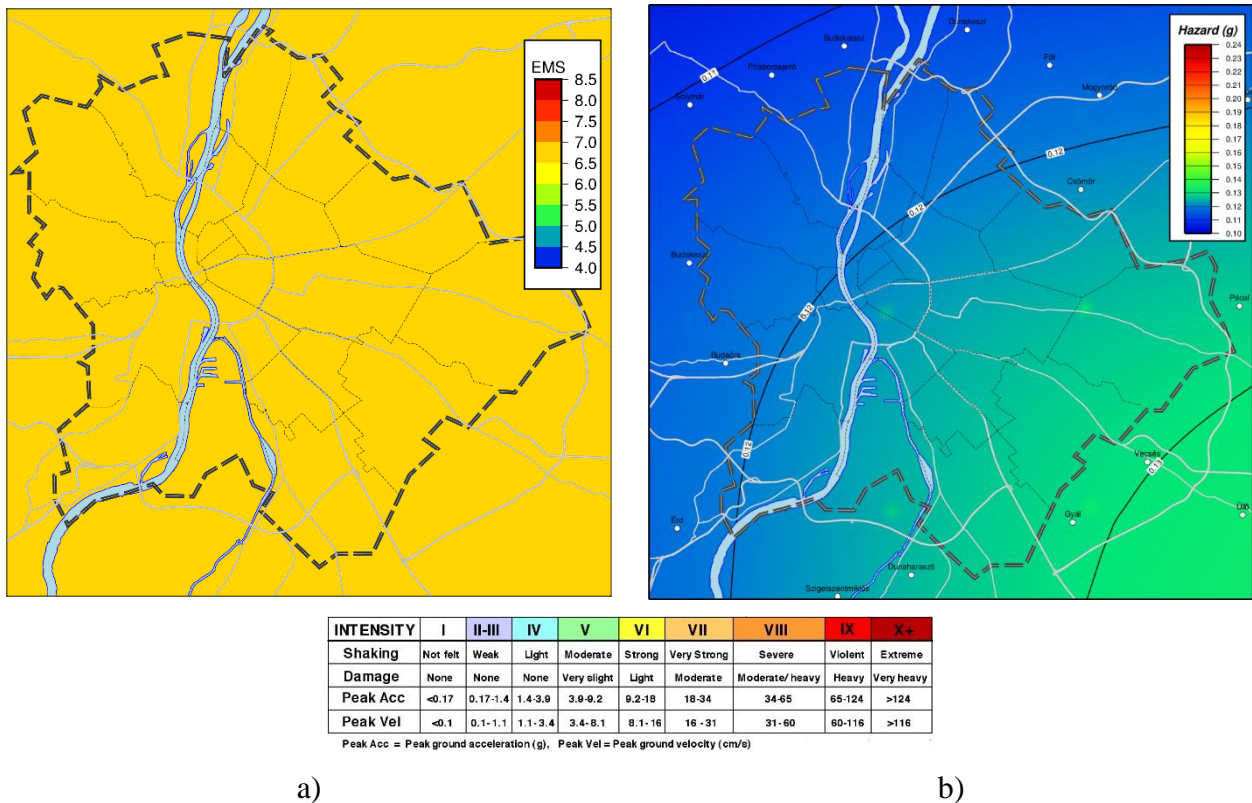 EMS
8.5
8.0
7.5
7.0
6.5
6.0
5.5
5.0
4.5
4.0
Hazard (g)
0.24
0.23
0.22
0.21
0.20
0.19
0.18
0.17
0.16
0.15
0.14
0.13
0.12
0.11
0.10
Dunakeszi
Budakalász
Pilisborosjenő
Fót
0.11
Solymár
Mogyoród
0.12
Csömör
0.12
Budakeszi
Pécel
0.12
Budaörs
0.12
Vecsés
0.13
Érd
Gyál
Üllő
Dunaharaszti
Szigetszentmiklós
INTENSITY I II-III IV V VI VII VIII IX X+
Shaking Not felt Weak Light Moderate Strong Very Strong Severe Violent Extreme
Damage None None None Very slight Light Moderate Moderate/heavy Heavy Very heavy
Peak Acc <0.17 0.17-1.4 1.4-3.9 3.9-9.2 9.2-18 18-34 34-65 65-124 >124
Peak Vel <0.1 0.1-1.1 1.1-3.4 3.4-8.1 8.1-16 16-31 31-60 60-116 >116
Peak Acc = Peak ground acceleration (g), Peak Vel = Peak ground velocity (cm/s)
a) b)